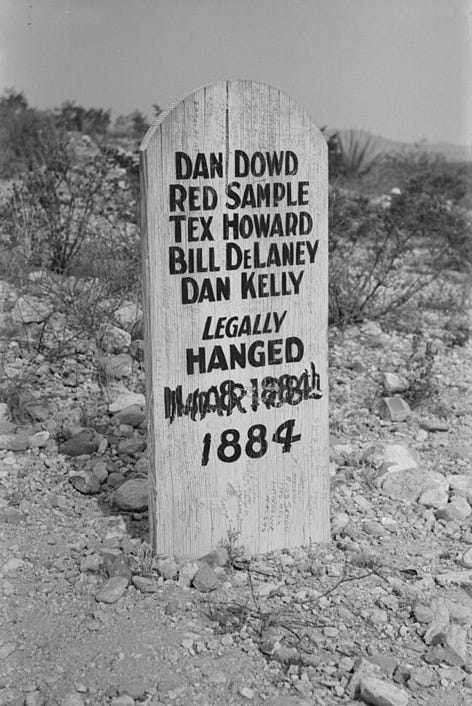 DAN DOWD
RED SAMPLE
TEX HOWARD
BILL DELANEY
DAN KELLY
LEGALLY
HANGED
1884